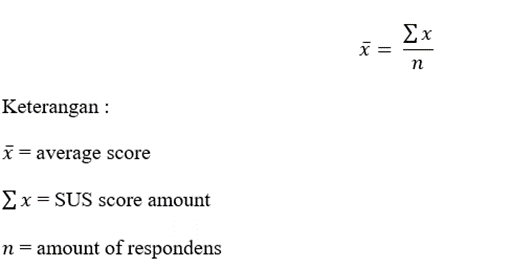 x̄ = ∑x / n
Keterangan :
x̄ = average score
∑x = SUS score amount
n = amount of respondens